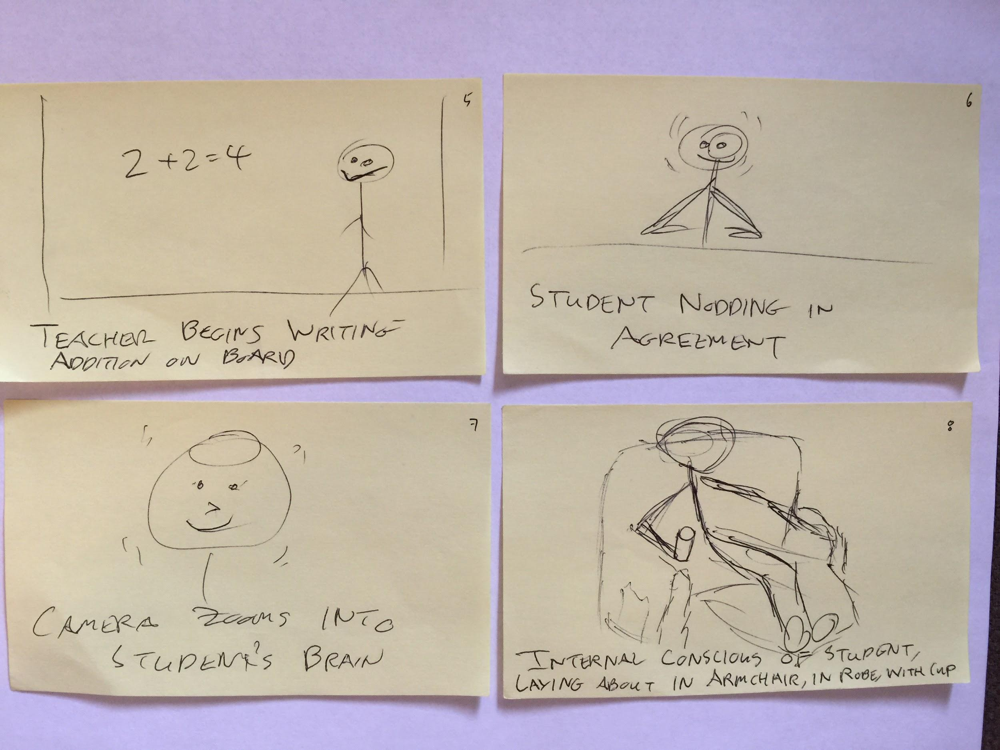 5
2+2=4
TEACHER BEGINS WRITING
ADDITION ON BOARD
6
STUDENT NODDING IN
AGREEMENT
7
CAMERA ZOOMS INTO
STUDENT'S BRAIN
8
INTERNAL CONSCIOUS OF STUDENT,
LAYING ABOUT IN ARMCHAIR, IN ROBE, WITH CUP